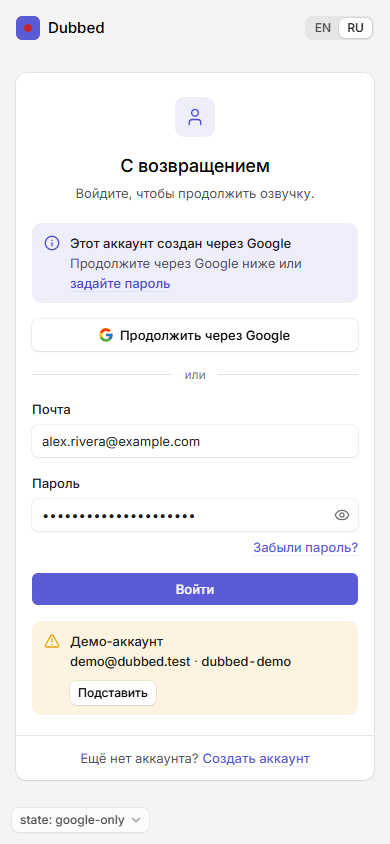 Dubbed
EN RU
С возвращением
Войдите, чтобы продолжить озвучку.
Этот аккаунт создан через Google
Продолжите через Google ниже или
задайте пароль
Продолжить через Google
или
Почта
alex.rivera@example.com
Пароль
•••••••••••••••••••••
Забыли пароль?
Войти
Демо-аккаунт
demo@dubbed.test · dubbed-demo
Подставить
Ещё нет аккаунта? Создать аккаунт
state: google-only